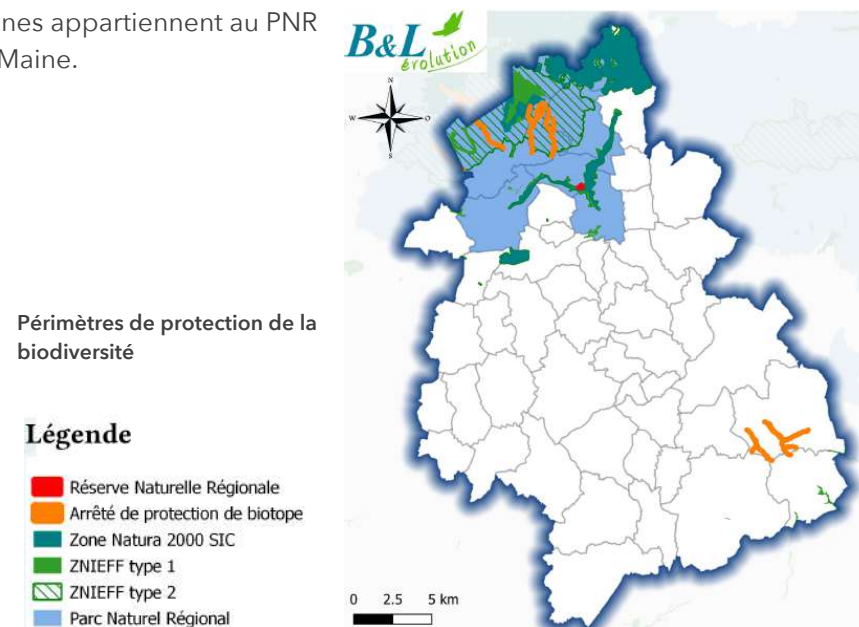 nes appartiennent au PNR
Maine.
B&L
évolution
N
W
O
S
Périmètres de protection de la
biodiversité
Légende
Réserve Naturelle Régionale
Arrêté de protection de biotope
Zone Natura 2000 SIC
ZNIEFF type 1
ZNIEFF type 2
Parc Naturel Régional
0 2.5 5 km